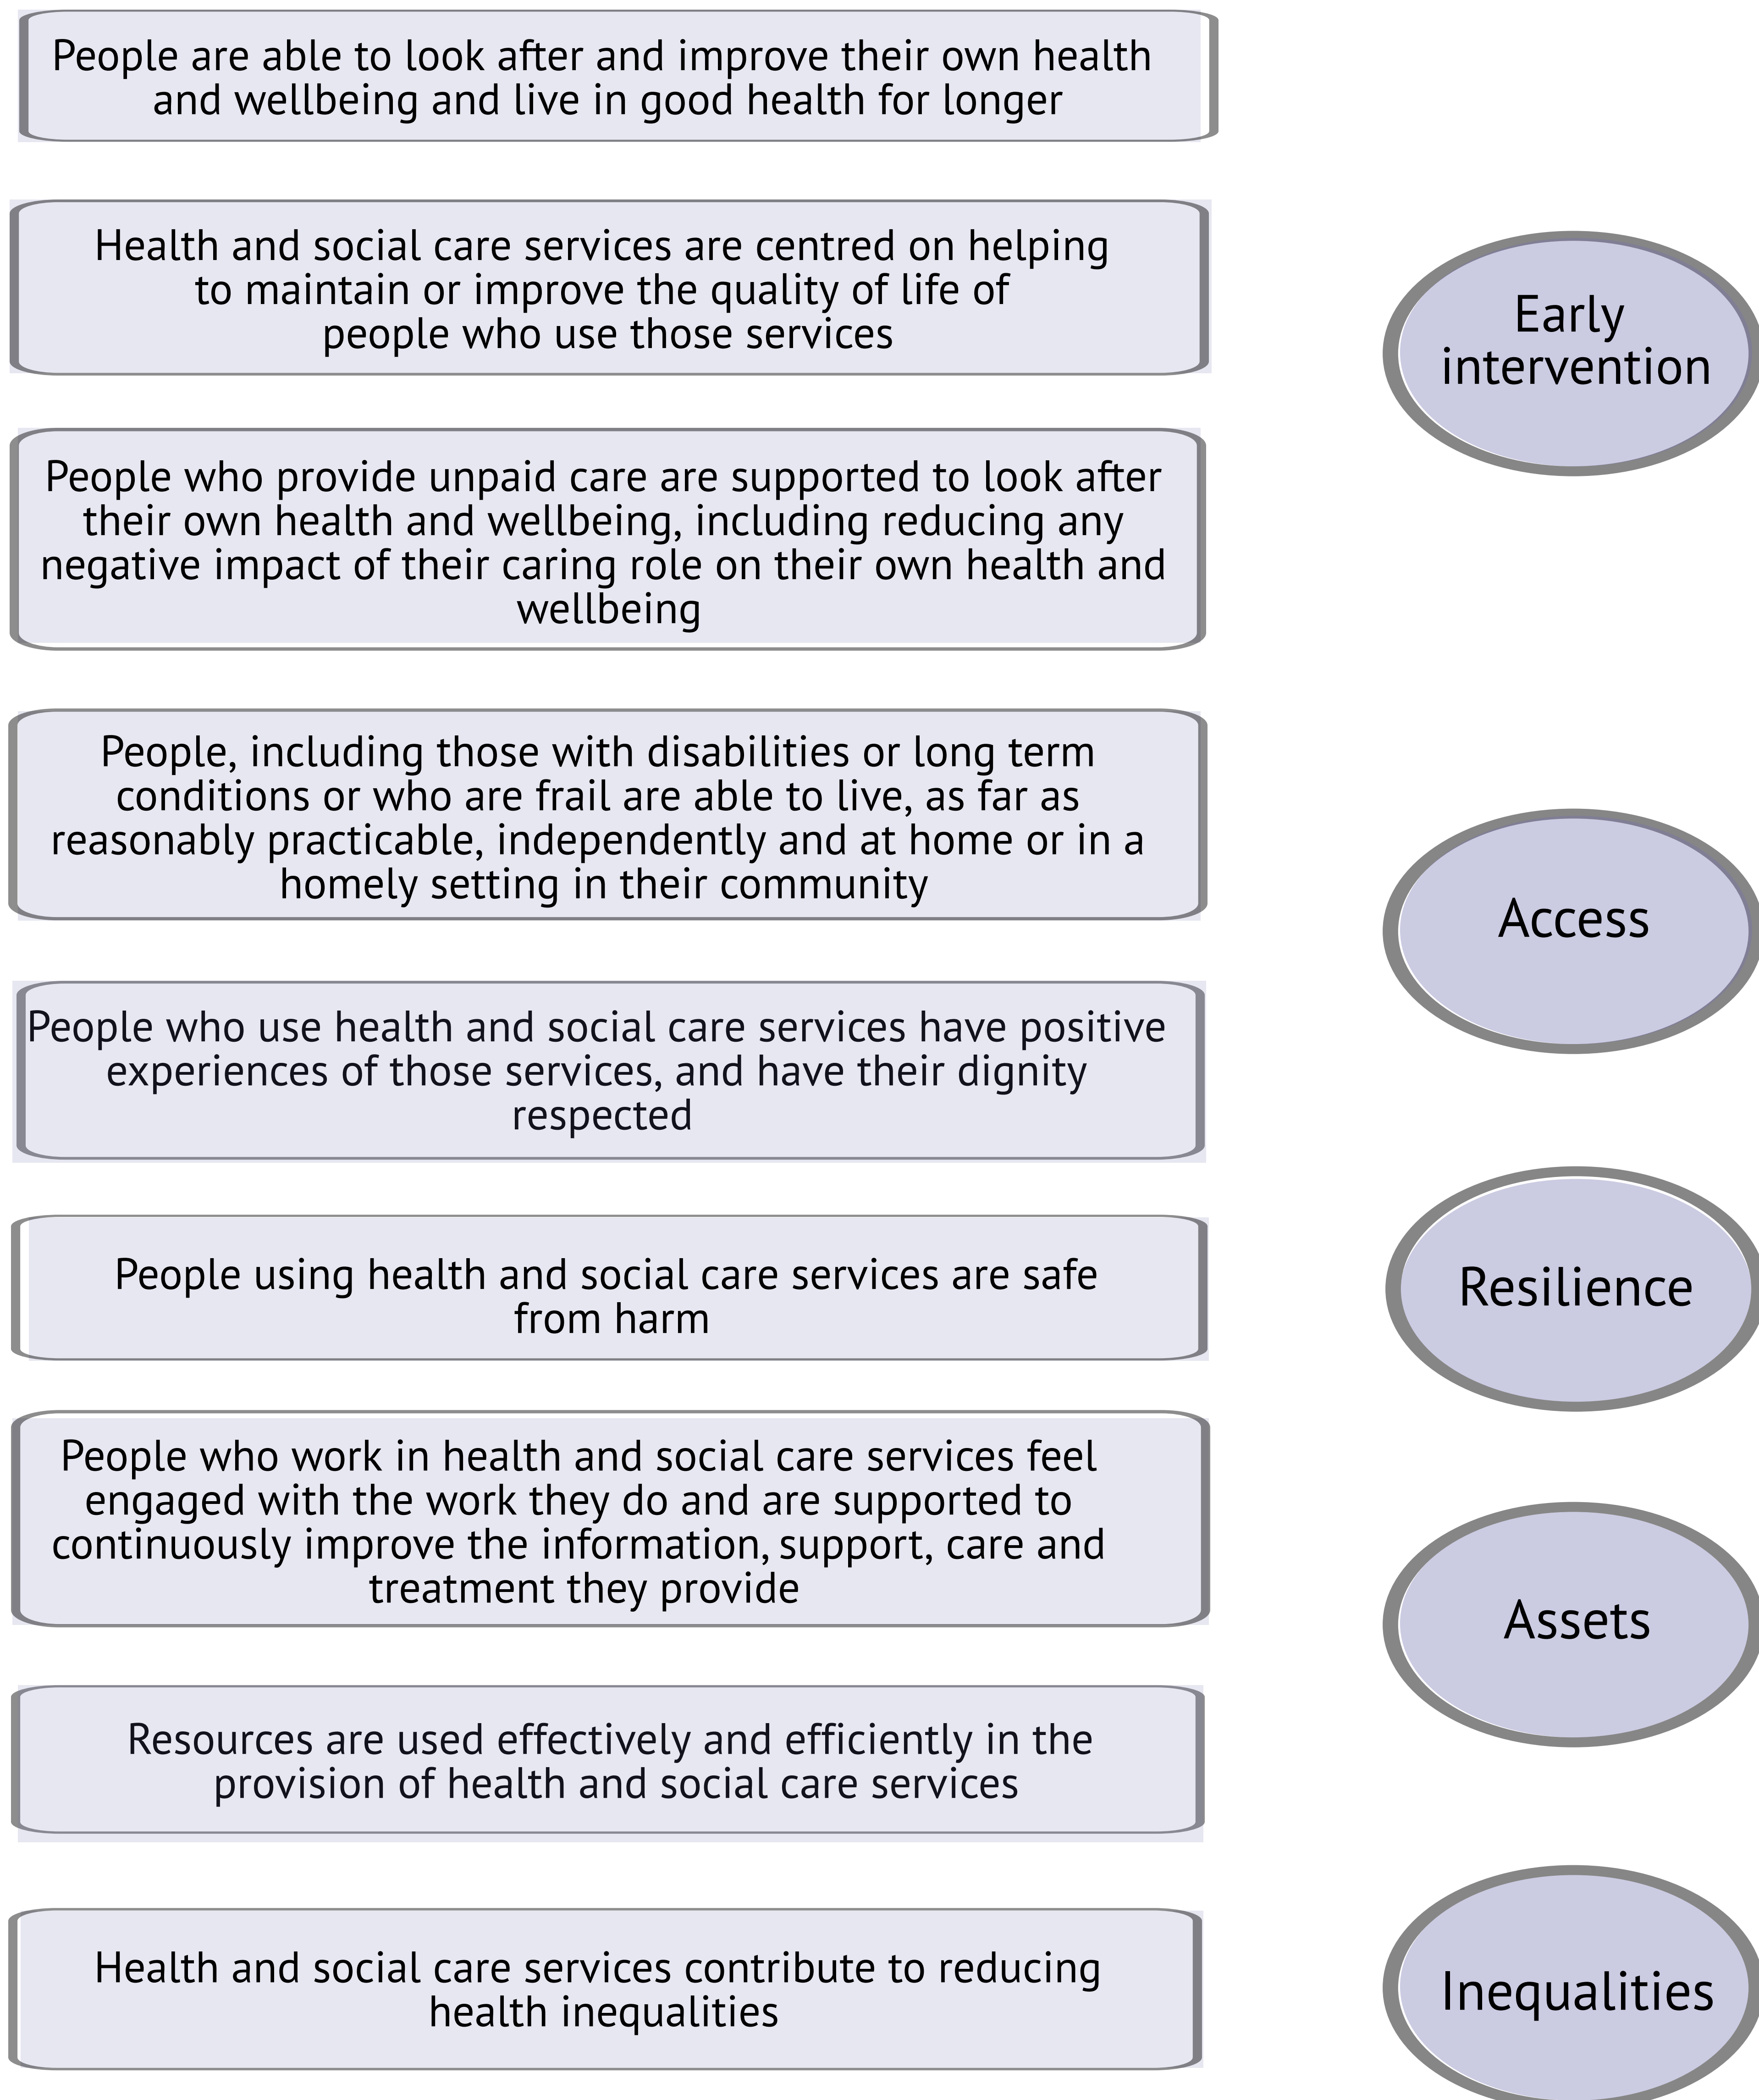 People are able to look after and improve their own health
and wellbeing and live in good health for longer
Health and social care services are centred on helping
to maintain or improve the quality of life of
people who use those services
People who provide unpaid care are supported to look after
their own health and wellbeing, including reducing any
negative impact of their caring role on their own health and
wellbeing
People, including those with disabilities or long term
conditions or who are frail are able to live, as far as
reasonably practicable, independently and at home or in a
homely setting in their community
People who use health and social care services have positive
experiences of those services, and have their dignity
respected
People using health and social care services are safe
from harm
People who work in health and social care services feel
engaged with the work they do and are supported to
continuously improve the information, support, care and
treatment they provide
Resources are used effectively and efficiently in the
provision of health and social care services
Health and social care services contribute to reducing
health inequalities
Early
intervention
Access
Resilience
Assets
Inequalities